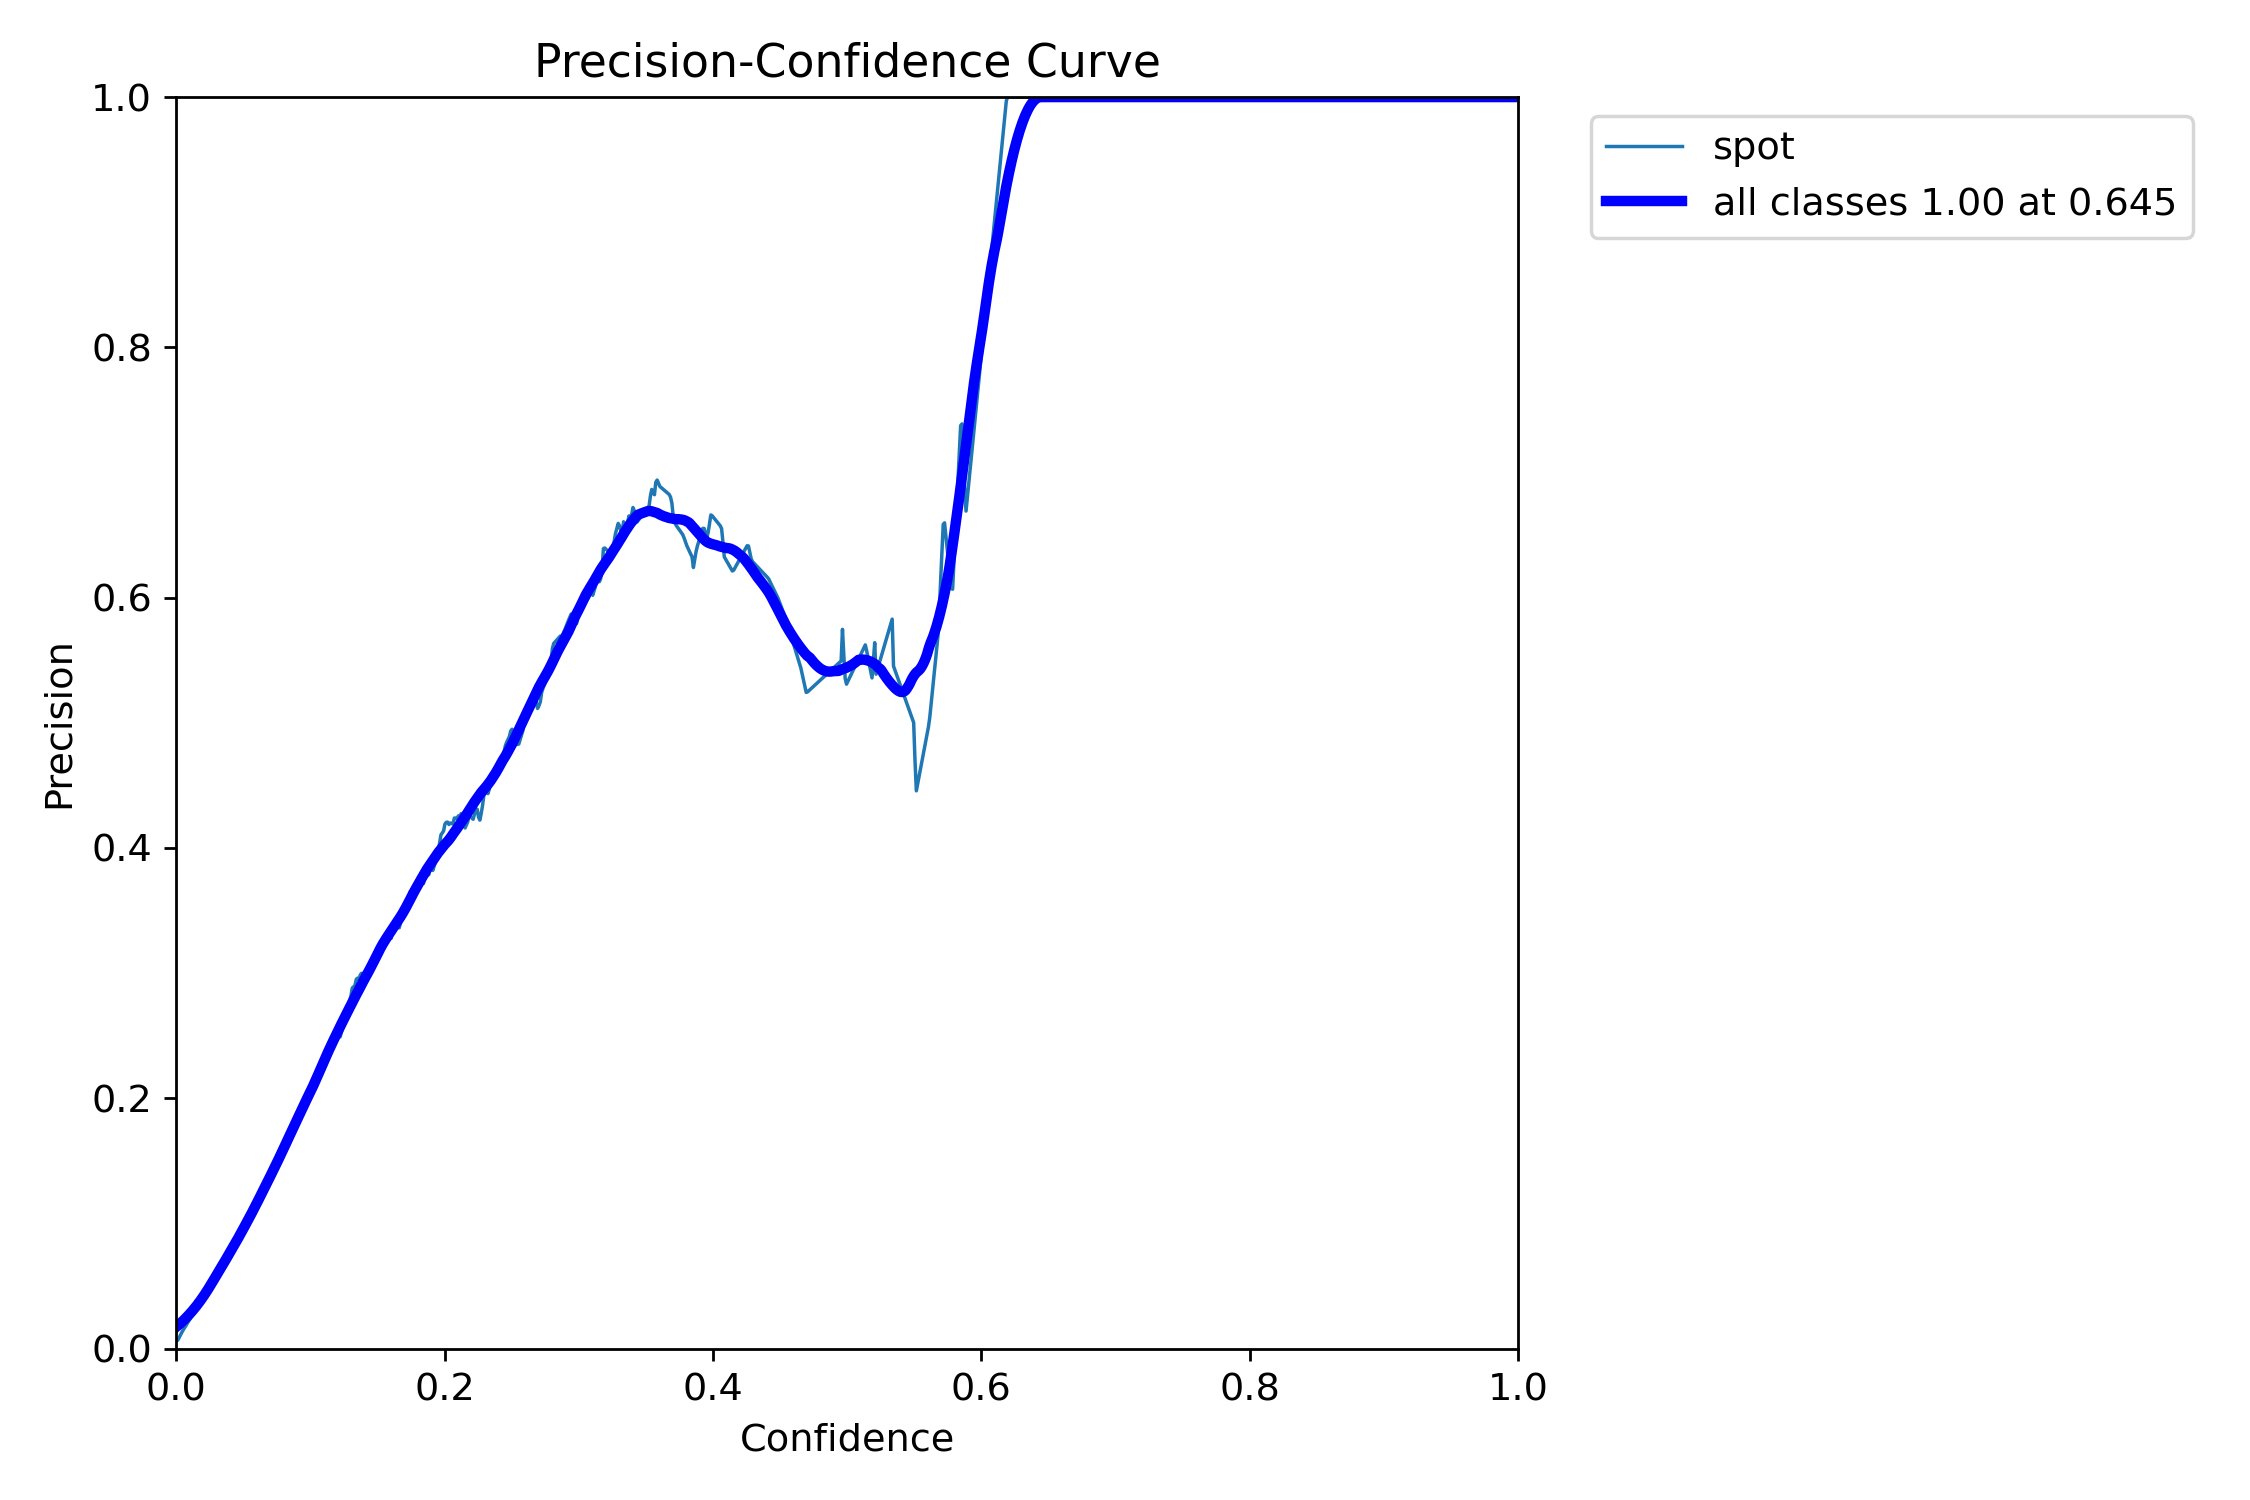 Precision-Confidence Curve
1.0
0.8
0.6
0.4
0.2
0.0
Precision
0.0 0.2 0.4 0.6 0.8 1.0
Confidence
spot
all classes 1.00 at 0.645